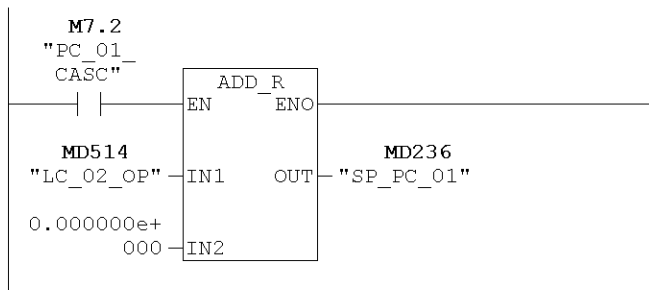 M7.2
"PC_01_
CASC"
ADD_R
EN ENO
MD514 MD236
"LC_02_OP" IN1 OUT "SP_PC_01"
0.000000e+
000 IN2